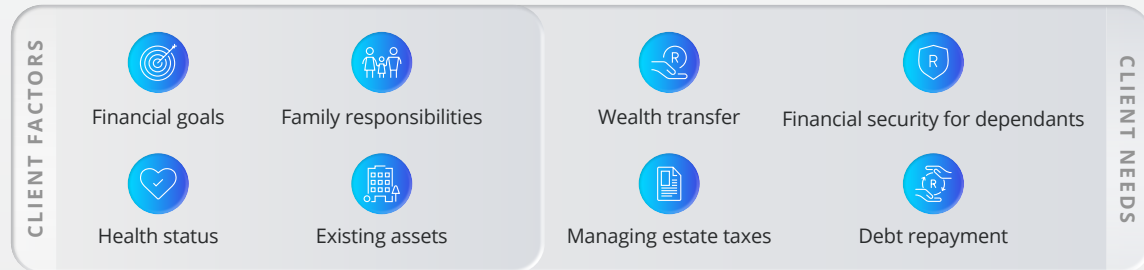 CLIENT FACTORS
Financial goals
Family responsibilities
Health status
Existing assets
R
Wealth transfer
R
Financial security for dependants
Managing estate taxes
R
Debt repayment
CLIENT NEEDS